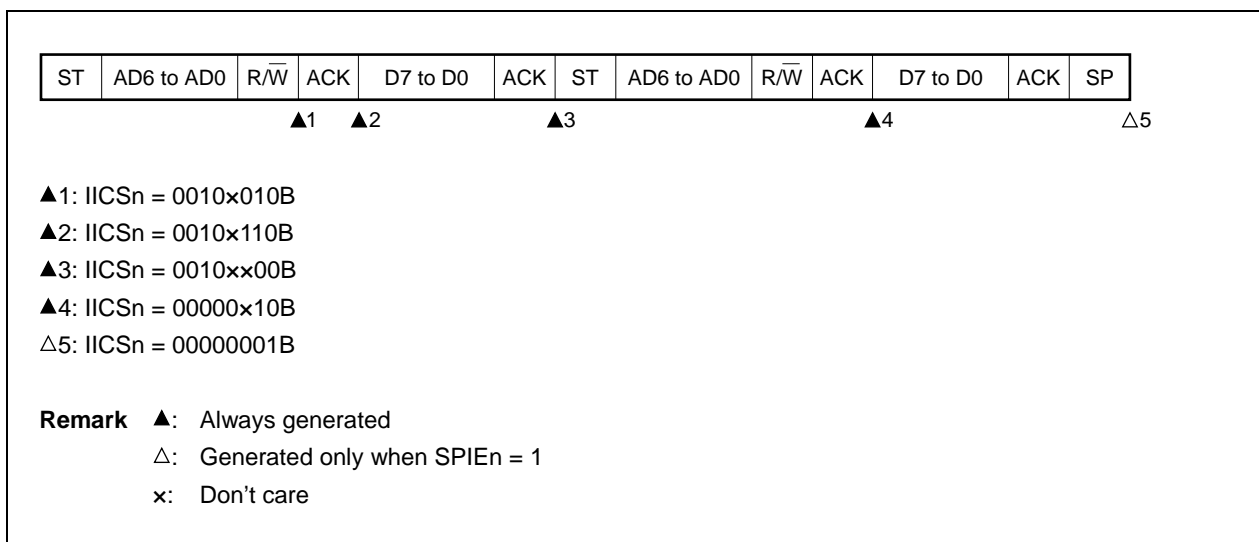 ST AD6 to AD0 R/W̅ ACK D7 to D0 ACK ST AD6 to AD0 R/W̅ ACK D7 to D0 ACK SP
▲1 ▲2 ▲3 ▲4 △5
▲1: IICSn = 0010×010B
▲2: IICSn = 0010×110B
▲3: IICSn = 0010××00B
▲4: IICSn = 00000×10B
△5: IICSn = 00000001B
Remark ▲: Always generated
△: Generated only when SPIEn = 1
×: Don't care